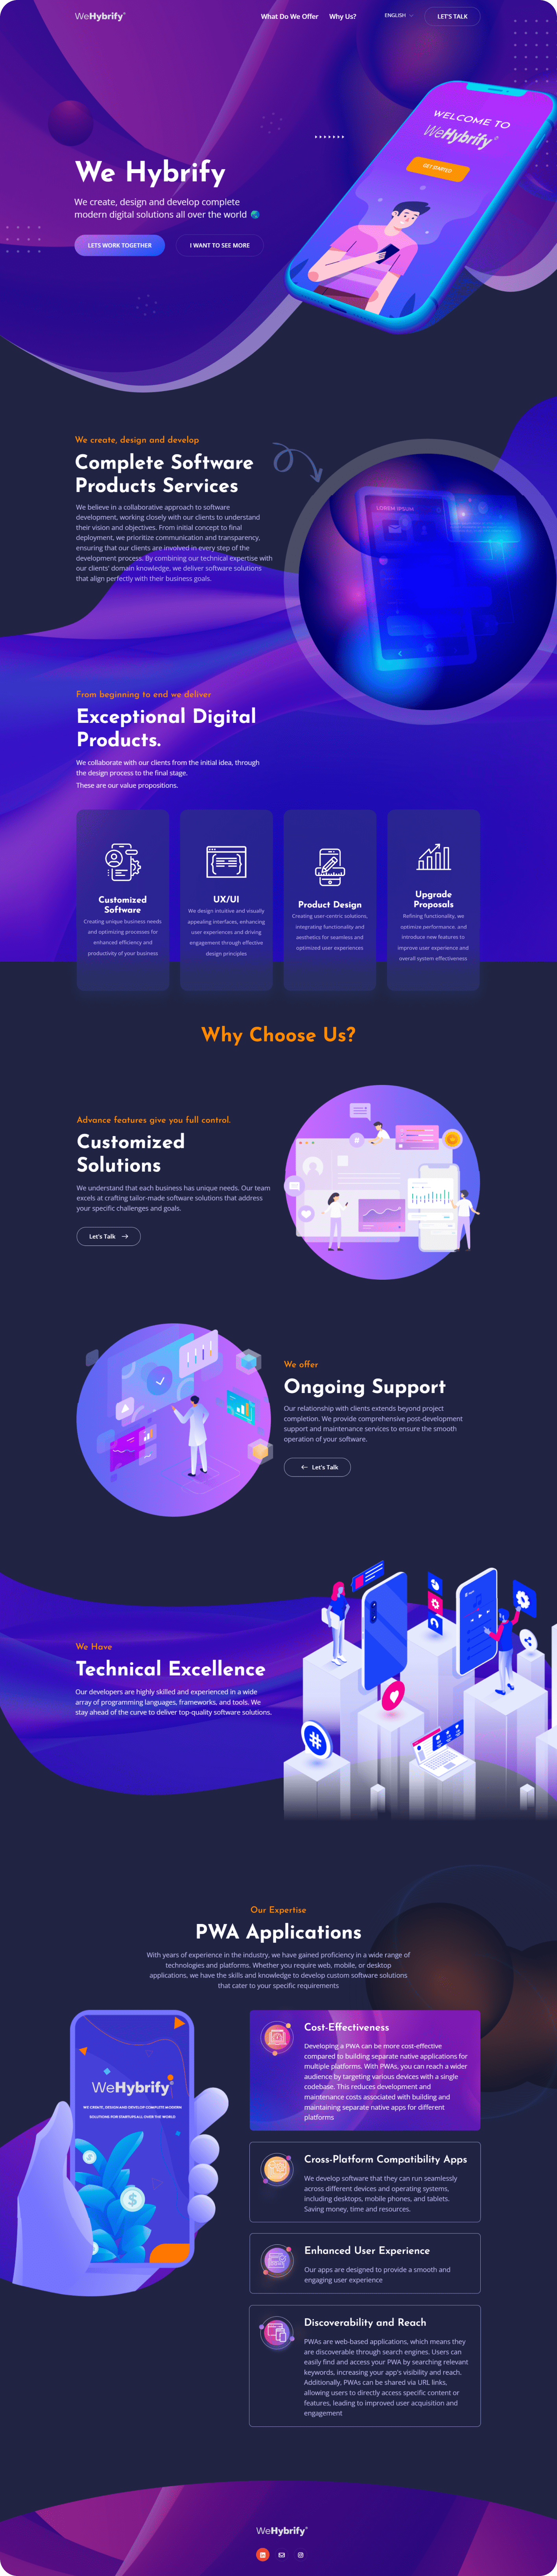 WeHybrify
What Do We Offer
Why Us?
ENGLISH
LET'S TALK
WELCOME TO
WeHybrify
GET STARTED
We Hybrify
We create, design and develop complete
modern digital solutions all over the world
LETS WORK TOGETHER
I WANT TO SEE MORE
We create, design and develop
Complete Software
Products Services
We believe in a collaborative approach to software
development, working closely with our clients to understand
their vision and objectives. From initial concept to final
deployment, we prioritize communication and transparency,
ensuring that our clients are involved in every step of the
development process. By combining our technical expertise with
our clients' domain knowledge, we deliver software solutions
that align perfectly with their business goals.
LOREM IPSUM
From beginning to end we deliver
Exceptional Digital
Products.
We collaborate with our clients from the initial idea, through
the design process to the final stage.
These are our value propositions.
Customized
Software
Creating unique business needs
and optimizing processes for
enhanced efficiency and
productivity of your business
UX/UI
We design intuitive and visually
appealing interfaces, enhancing
user experiences and driving
engagement through effective
design principles
Product Design
Creating user-centric solutions,
integrating functionality and
aesthetics for seamless and
optimized user experiences
Upgrade
Proposals
Refining functionality, we
optimize performance, and
introduce new features to
improve user experience and
overall system effectiveness
Why Choose Us?
Advance features give you full control.
Customized
Solutions
We understand that each business has unique needs. Our team
excels at crafting tailor-made software solutions that address
your specific challenges and goals.
Let's Talk
#
We offer
Ongoing Support
Our relationship with clients extends beyond project
completion. We provide comprehensive post-development
support and maintenance services to ensure the smooth
operation of your software.
Let's Talk
We Have
Technical Excellence
Our developers are highly skilled and experienced in a wide
array of programming languages, frameworks, and tools. We
stay ahead of the curve to deliver top-quality software solutions.
#
Our Expertise
PWA Applications
With years of experience in the industry, we have gained proficiency in a wide range of
technologies and platforms. Whether you require web, mobile, or desktop
applications, we have the skills and knowledge to develop custom software solutions
that cater to your specific requirements
WeHybrify
WE CREATE, DESIGN AND DEVELOP COMPLETE MODERN
SOLUTIONS FOR STARTUPS ALL OVER THE WORLD
$
$
Cost-Effectiveness
Developing a PWA can be more cost-effective
compared to building separate native applications for
multiple platforms. With PWAs, you can reach a wider
audience by targeting various devices with a single
codebase. This reduces development and
maintenance costs associated with building and
maintaining separate native apps for different
platforms
Cross-Platform Compatibility Apps
We develop software that they can run seamlessly
across different devices and operating systems,
including desktops, mobile phones, and tablets.
Saving money, time and resources.
Enhanced User Experience
Our apps are designed to provide a smooth and
engaging user experience
Discoverability and Reach
PWAs are web-based applications, which means they
are discoverable through search engines. Users can
easily find and access your PWA by searching relevant
keywords, increasing your app's visibility and reach.
Additionally, PWAs can be shared via URL links,
allowing users to directly access specific content or
features, leading to improved user acquisition and
engagement
WeHybrify